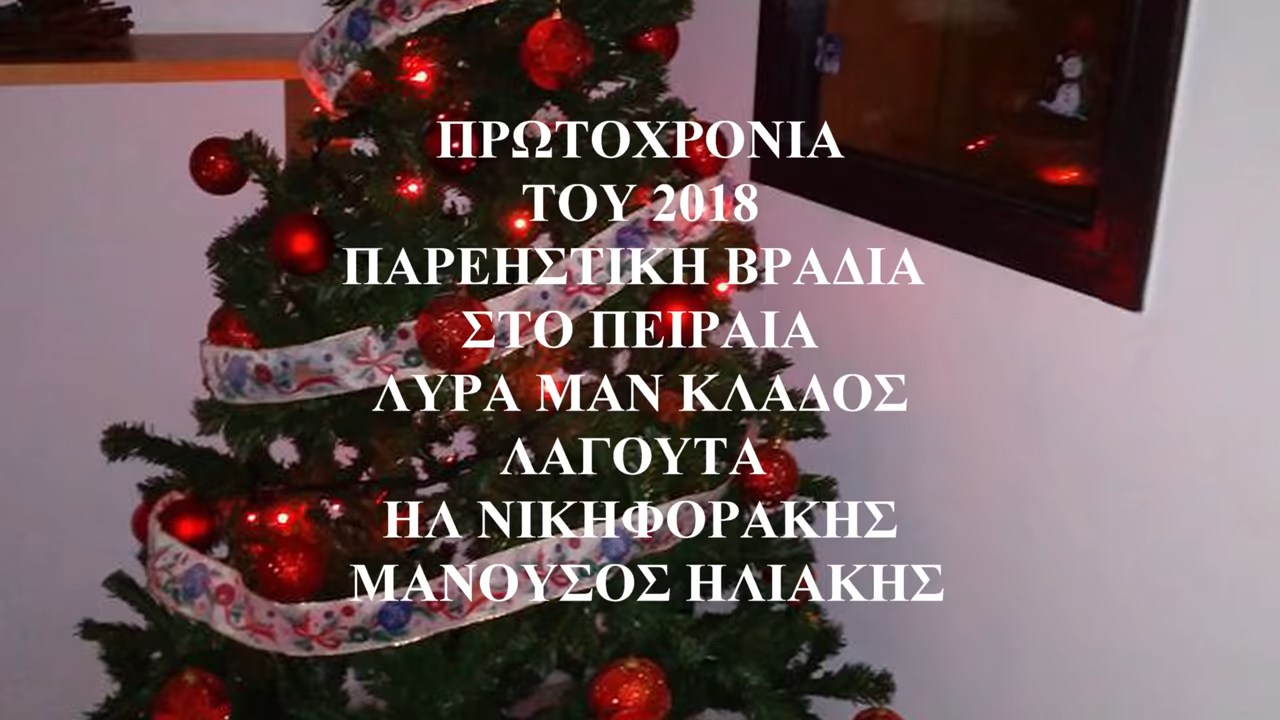 ΠΡΩΤΟΧΡΟΝΙΑ
ΤΟΥ 2018
ΠΑΡΕΗΣΤΙΚΗ ΒΡΑΔΙΑ
ΣΤΟ ΠΕΙΡΑΙΑ
ΛΥΡΑ ΜΑΝ ΚΛΑΔΟΣ
ΛΑΓΟΥΤΑ
ΗΛ ΝΙΚΗΦΟΡΑΚΗΣ
ΜΑΝΟΥΣΟΣ ΗΛΙΑΚΗΣ